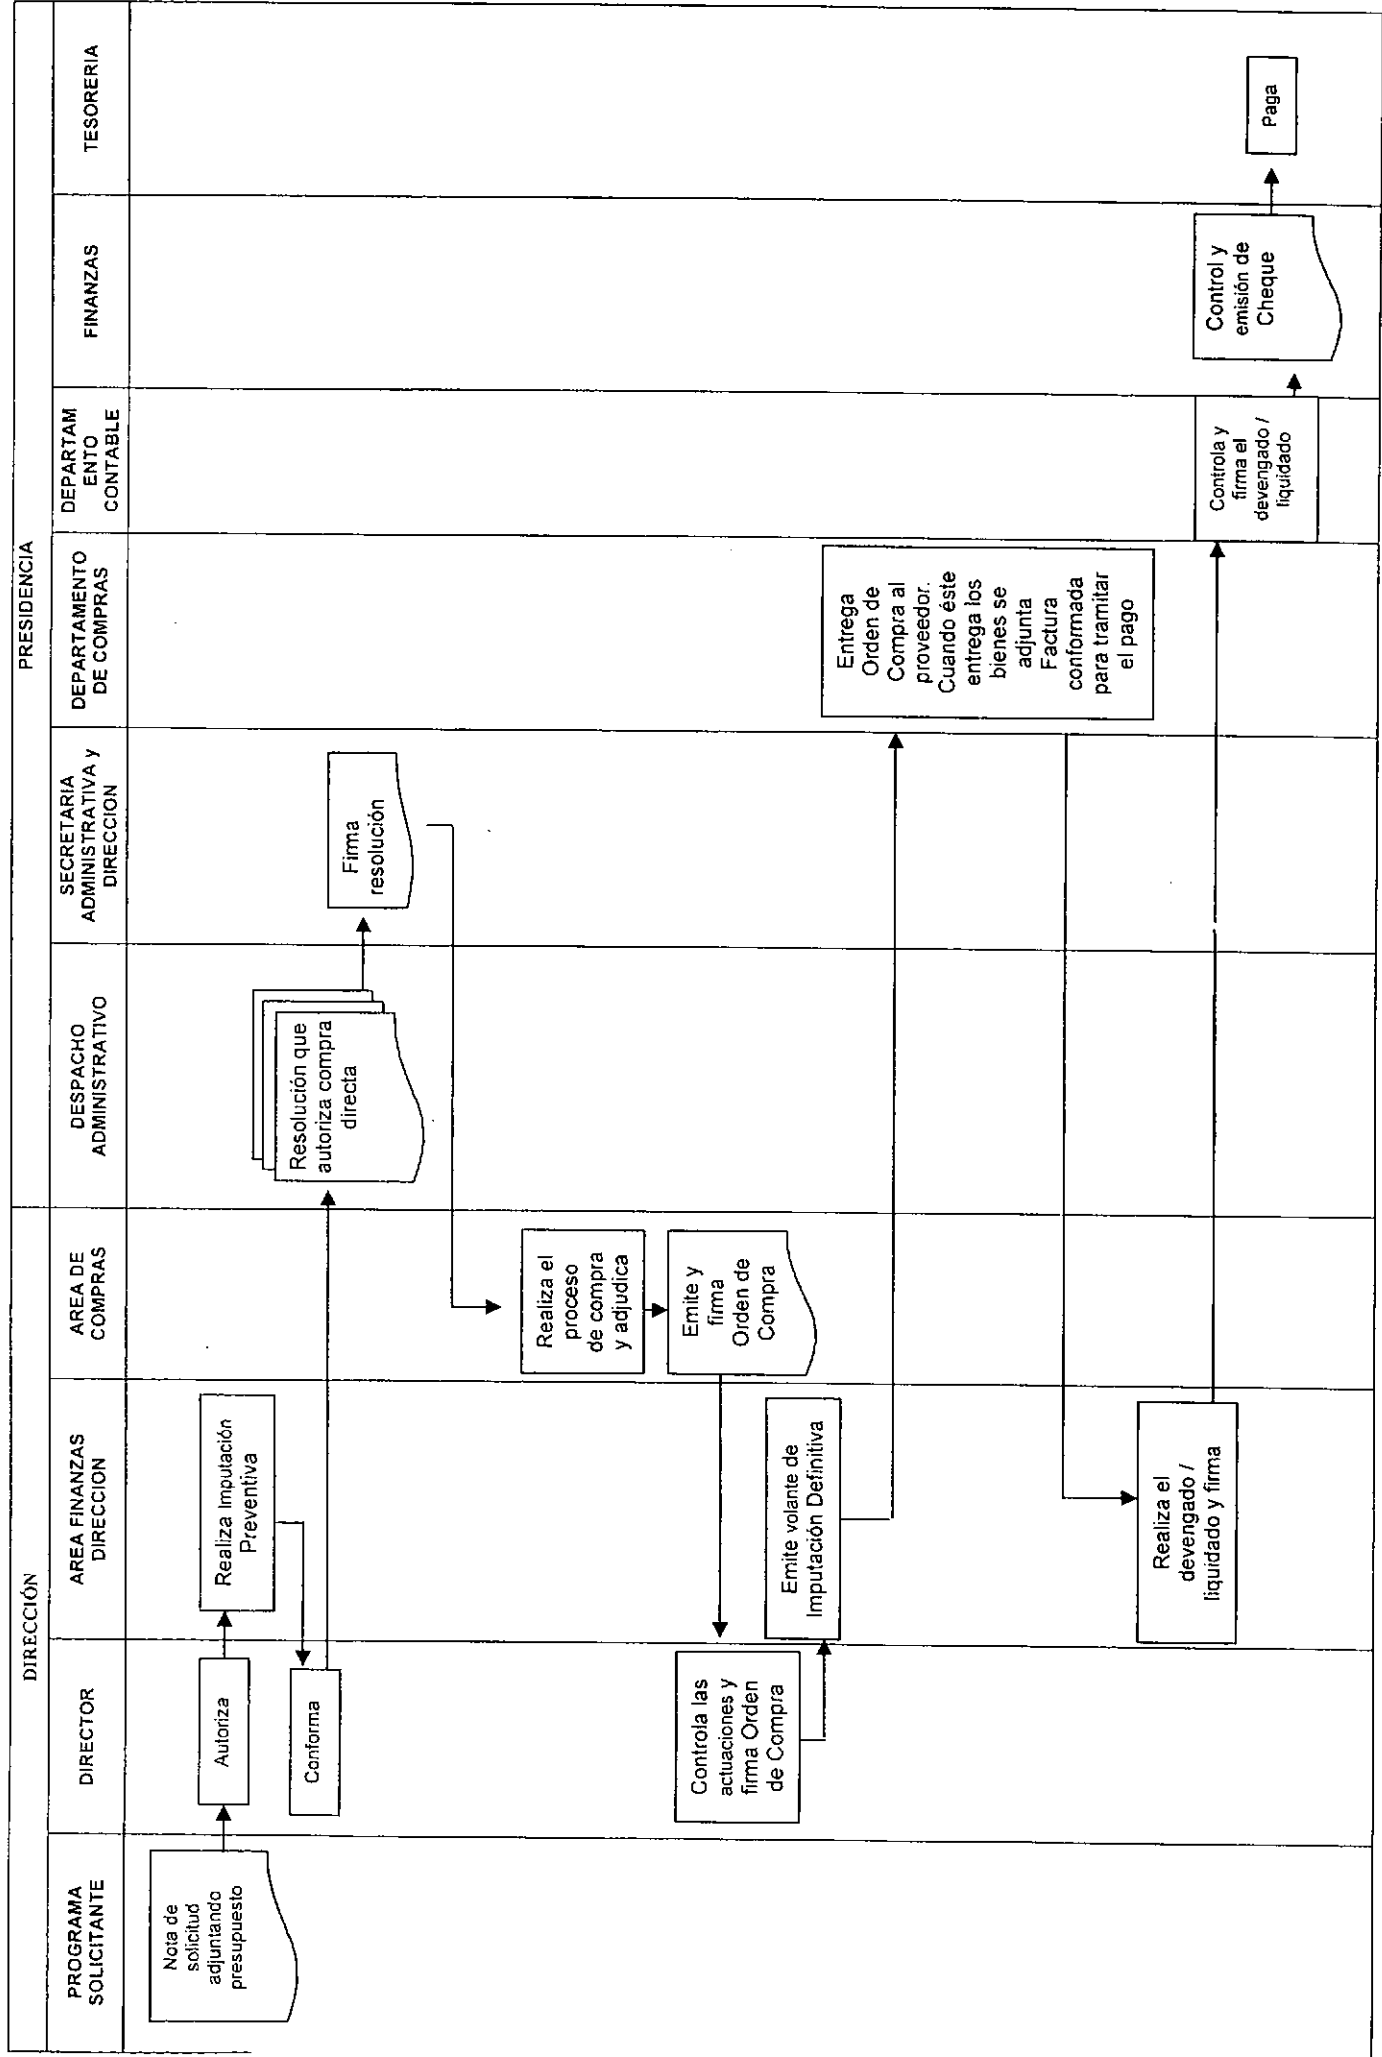 DIRECCIÓN
PRESIDENCIA
PROGRAMA
SOLICITANTE
DIRECTOR
AREA FINANZAS
DIRECCION
AREA DE
COMPRAS
DESPACHO
ADMINISTRATIVO
SECRETARIA
ADMINISTRATIVA y
DIRECCION
DEPARTAMENTO
DE COMPRAS
DEPARTAM
ENTO
CONTABLE
FINANZAS
TESORERIA
Nota de
solicitud
adjuntando
presupuesto
Autoriza
Realiza Imputación
Preventiva
Conforma
Resolución que
autoriza compra
directa
Firma
resolución
Realiza el
proceso
de compra
y adjudica
Emite y
firma
Orden de
Compra
Controla las
actuaciones y
firma Orden
de Compra
Emite volante de
Imputación Definitiva
Entrega
Orden de
Compra al
proveedor.
Cuando éste
entrega los
bienes se
adjunta
Factura
conformada
para tramitar
el pago
Realiza el
devengado /
liquidado y firma
Controla y
firma el
devengado /
liquidado
Control y
emisión de
Cheque
Paga